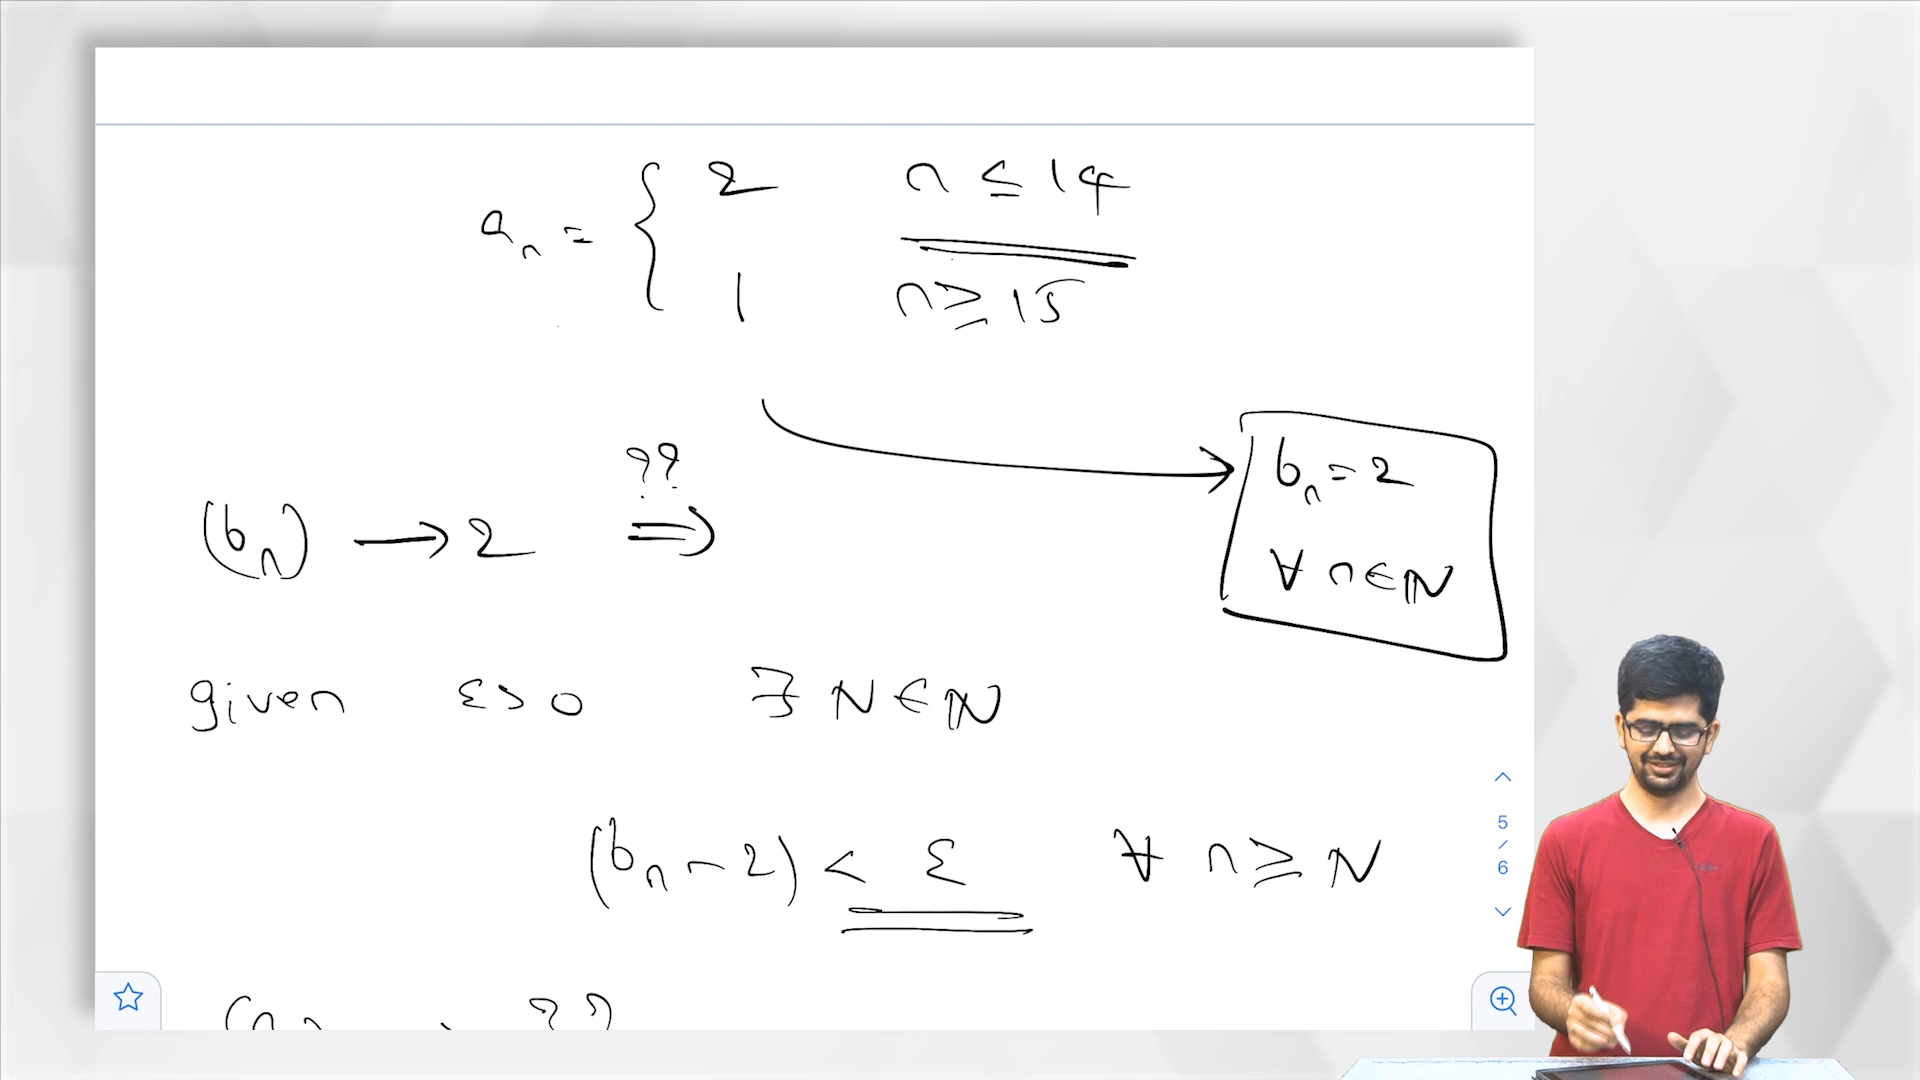 aₙ = { 2 n ≤ 14
1 n ≥ 15
bₙ = 2
∀ n ∈ ℕ
??
(bₙ) → 2 ⇒
given ε > 0 ∃ N ∈ ℕ
(bₙ − 2) < ε ∀ n ≥ N
5
/
6
??